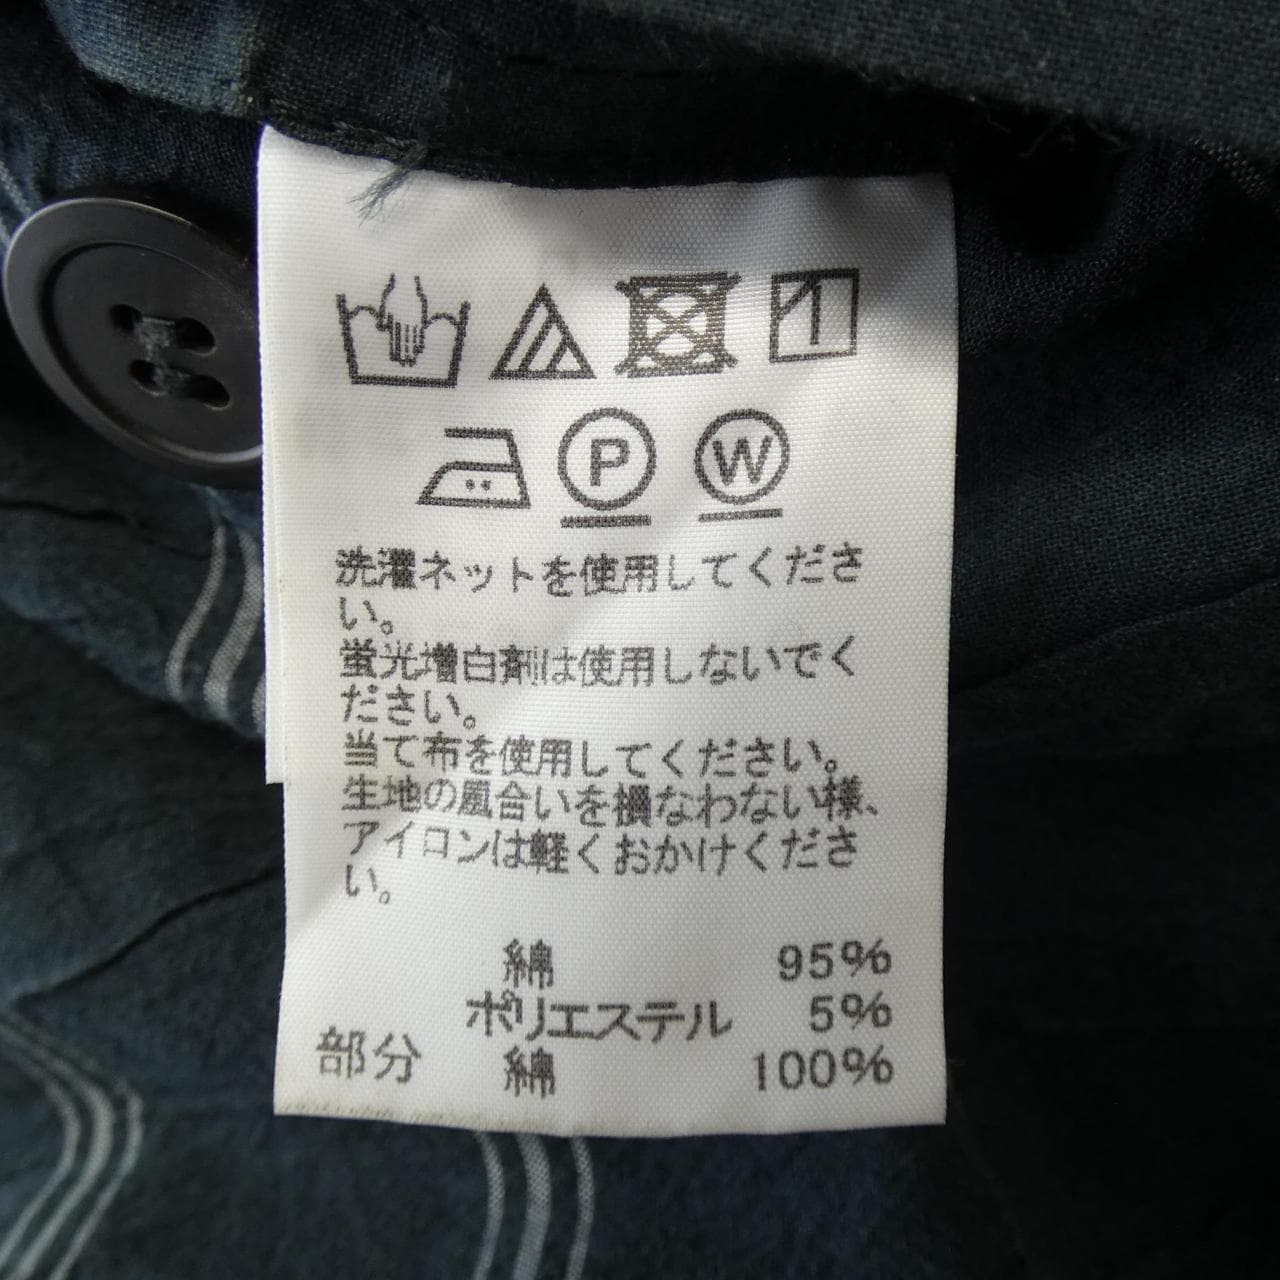 P W
洗濯ネットを使用してくださ
い。
蛍光増白剤は使用しないでく
ださい。
当て布を使用してください。
生地の風合いを損なわない様、
アイロンは軽くおかけくださ
い。
綿 95%
ポリエステル 5%
部分 綿 100%